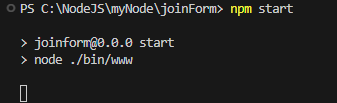 PS C:\NodeJS\myNode\joinForm> npm start
> joinform@0.0.0 start
> node ./bin/www